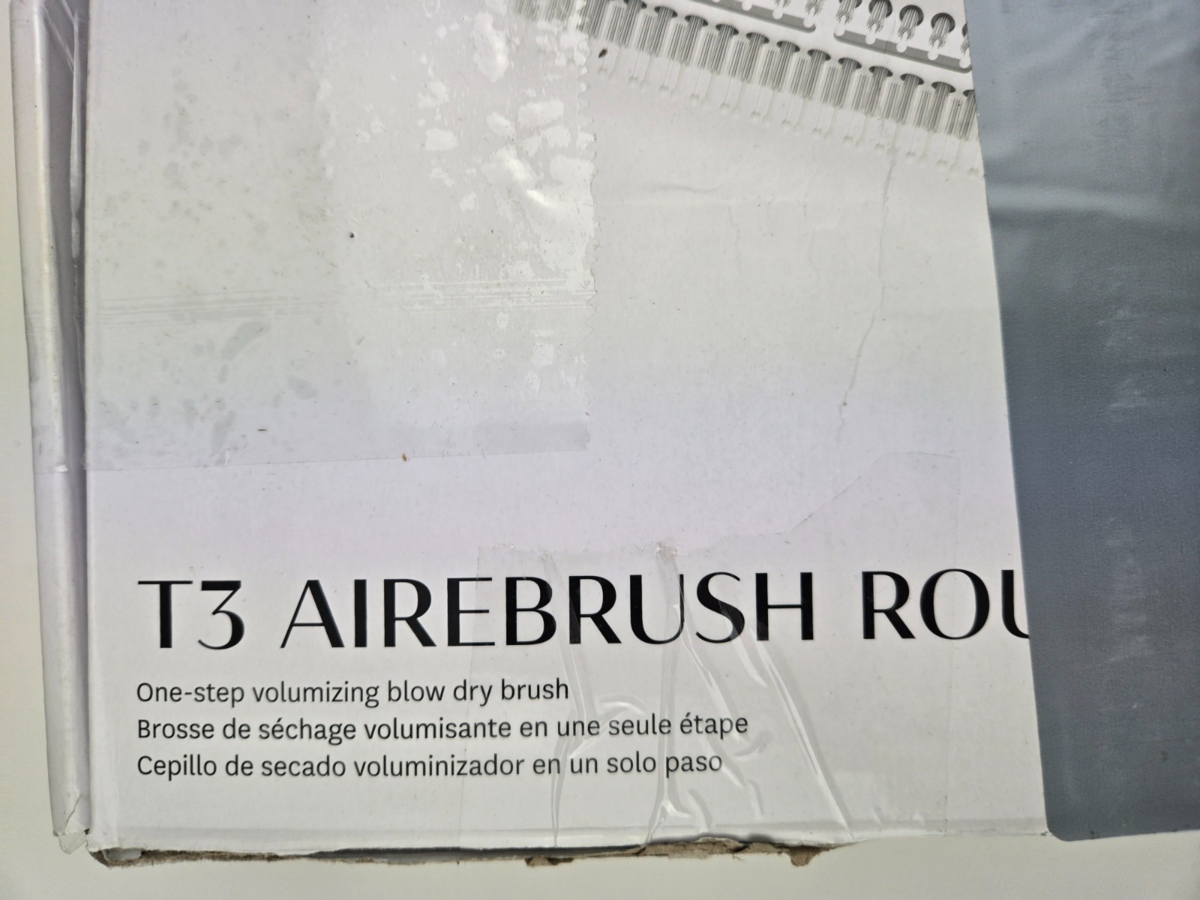 T3 AIREBRUSH ROU
One-step volumizing blow dry brush
Brosse de séchage volumisante en une seule étape
Cepillo de secado voluminizador en un solo paso